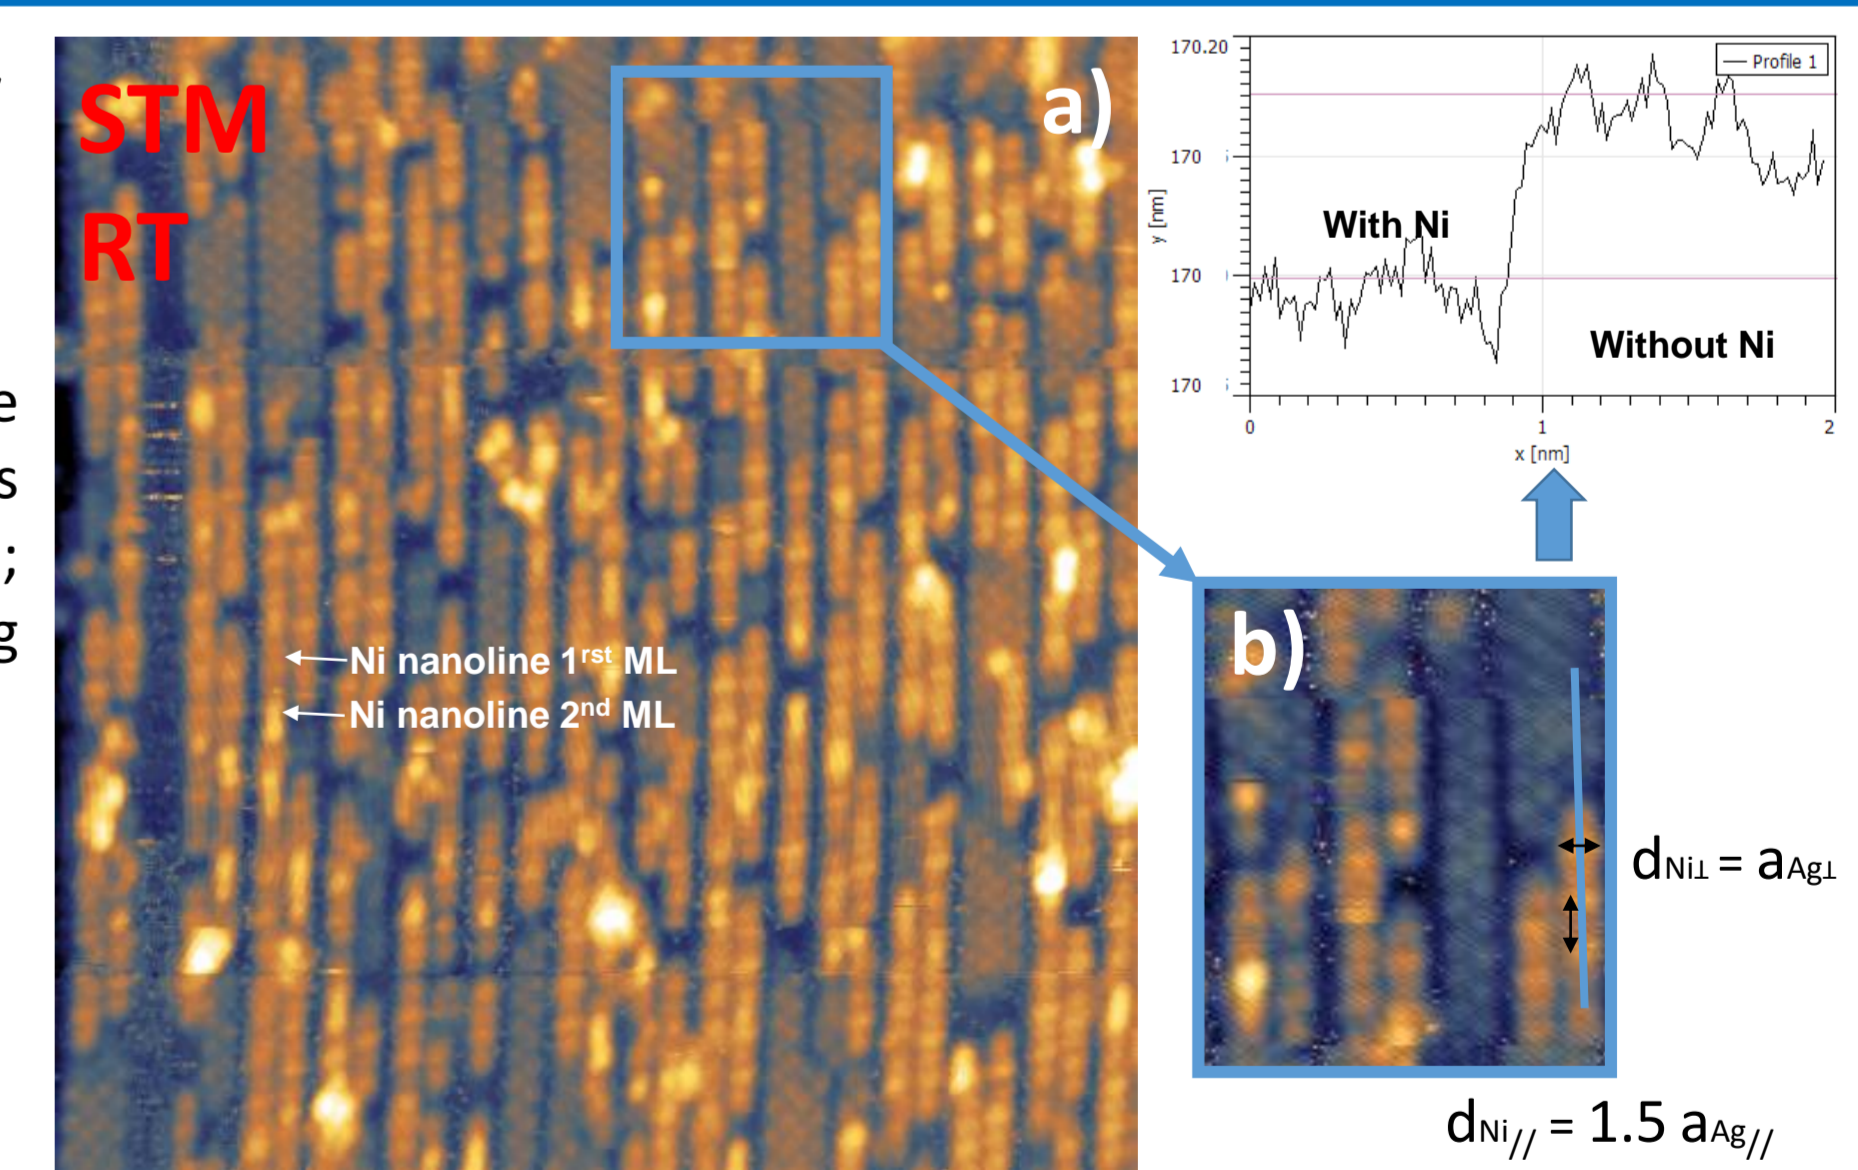 e
s
;
g
STM
RT
a)
Ni nanoline 1rst ML
Ni nanoline 2nd ML
170.20
170 5
170
170
y [nm]
Profile 1
With Ni
Without Ni
0 1 2
x [nm]
b)
dNi⊥ = aAg⊥
dNi// = 1.5 aAg//